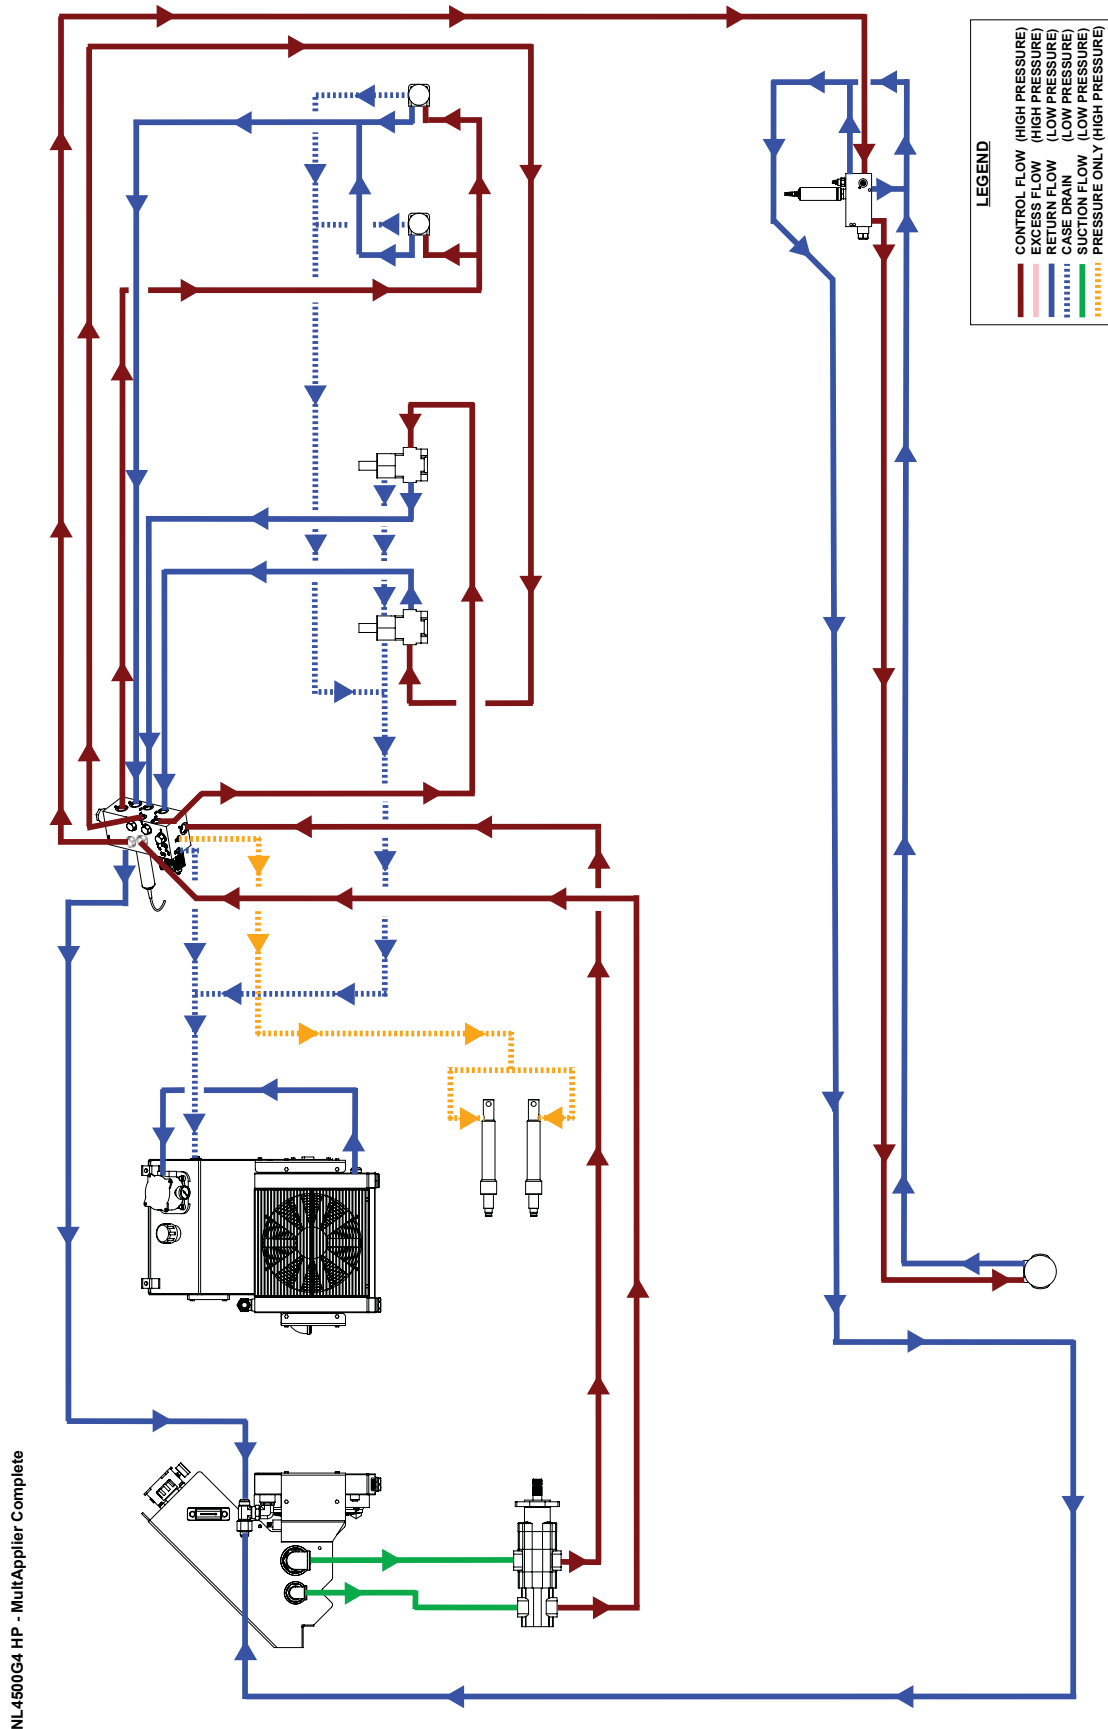 NL4500G4 HP - MultApplier Complete
LEGEND
CONTROL FLOW (HIGH PRESSURE)
EXCESS FLOW (HIGH PRESSURE)
RETURN FLOW (LOW PRESSURE)
CASE DRAIN (LOW PRESSURE)
SUCTION FLOW (LOW PRESSURE)
PRESSURE ONLY (HIGH PRESSURE)